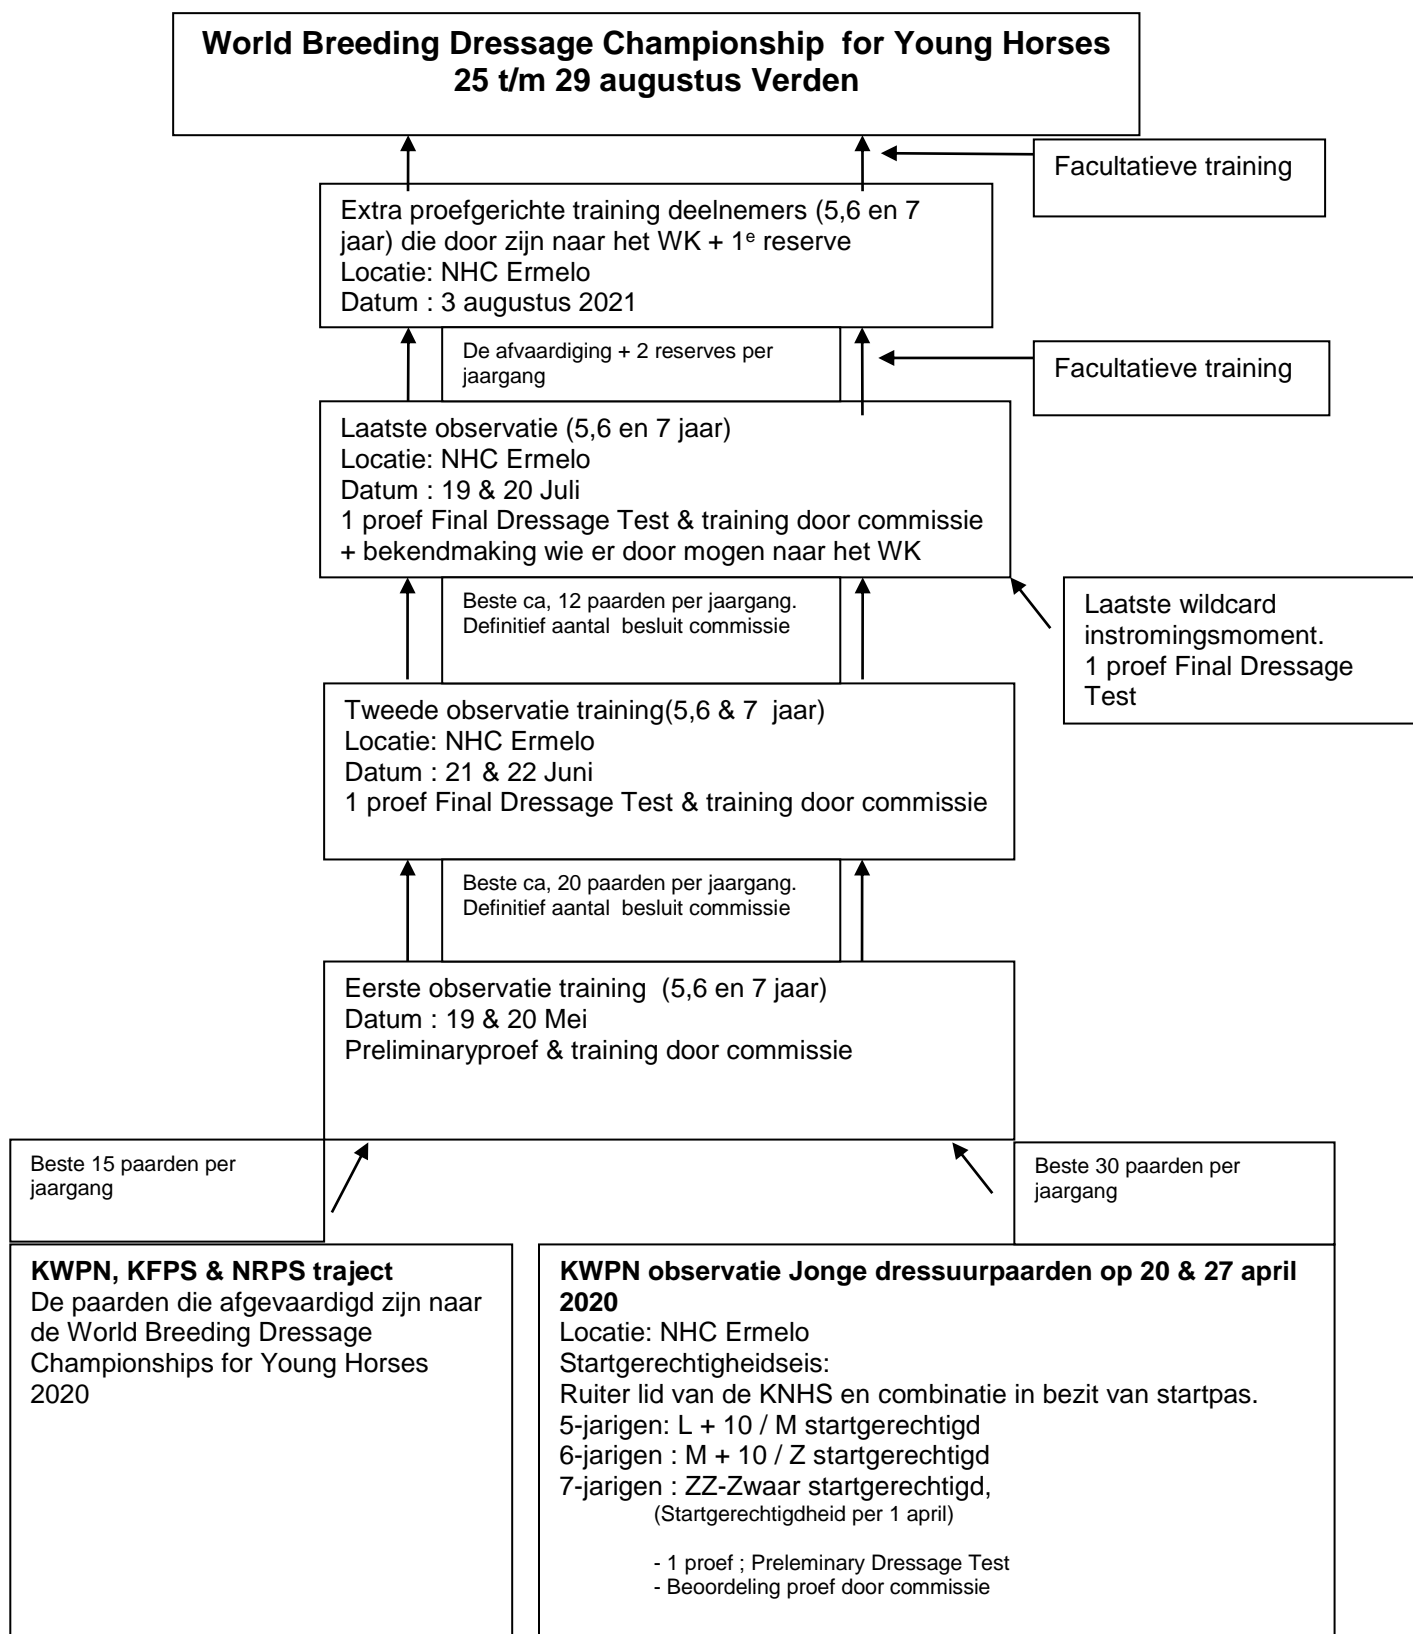 World Breeding Dressage Championship  for Young Horses
25 t/m 29 augustus Verden
Facultatieve training
Extra proefgerichte training deelnemers (5,6 en 7
jaar) die door zijn naar het WK + 1e reserve
Locatie: NHC Ermelo
Datum : 3 augustus 2021
De afvaardiging + 2 reserves per
jaargang
Facultatieve training
Laatste observatie (5,6 en 7 jaar)
Locatie: NHC Ermelo
Datum : 19 & 20 Juli
1 proef Final Dressage Test & training door commissie
+ bekendmaking wie er door mogen naar het WK
Beste ca, 12 paarden per jaargang.
Definitief aantal  besluit commissie
Laatste wildcard
instromingsmoment.
1 proef Final Dressage
Test
Tweede observatie training(5,6 & 7  jaar)
Locatie: NHC Ermelo
Datum : 21 & 22 Juni
1 proef Final Dressage Test & training door commissie
Beste ca, 20 paarden per jaargang.
Definitief aantal  besluit commissie
Eerste observatie training  (5,6 en 7 jaar)
Datum : 19 & 20 Mei
Preliminaryproef & training door commissie
Beste 15 paarden per
jaargang
Beste 30 paarden per
jaargang
KWPN, KFPS & NRPS traject
De paarden die afgevaardigd zijn naar
de World Breeding Dressage
Championships for Young Horses
2020
KWPN observatie Jonge dressuurpaarden op 20 & 27 april
2020
Locatie: NHC Ermelo
Startgerechtigheidseis:
Ruiter lid van de KNHS en combinatie in bezit van startpas.
5-jarigen: L + 10 / M startgerechtigd
6-jarigen : M + 10 / Z startgerechtigd
7-jarigen : ZZ-Zwaar startgerechtigd,
(Startgerechtigdheid per 1 april)
- 1 proef ; Preleminary Dressage Test
- Beoordeling proef door commissie